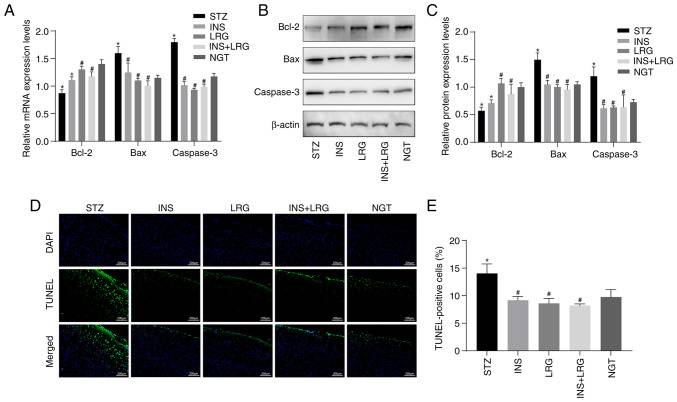 A
STZ
INS
LRG
INS+LRG
NGT
Relative mRNA expression levels
2.0
1.5
1.0
0.5
0.0
* * # # * # # # * # # #
Bcl-2 Bax Caspase-3
B
Bcl-2
Bax
Caspase-3
β-actin
STZ INS LRG INS+LRG NGT
C
STZ
INS
LRG
INS+LRG
NGT
Relative protein expression levels
2.0
1.5
1.0
0.5
0.0
* * # # * # # # * # # #
Bcl-2 Bax Caspase-3
D
STZ INS LRG INS+LRG NGT
DAPI
TUNEL
Merged
E
TUNEL-positive cells (%)
20
15
10
5
0
* # # #
STZ INS LRG INS+LRG NGT